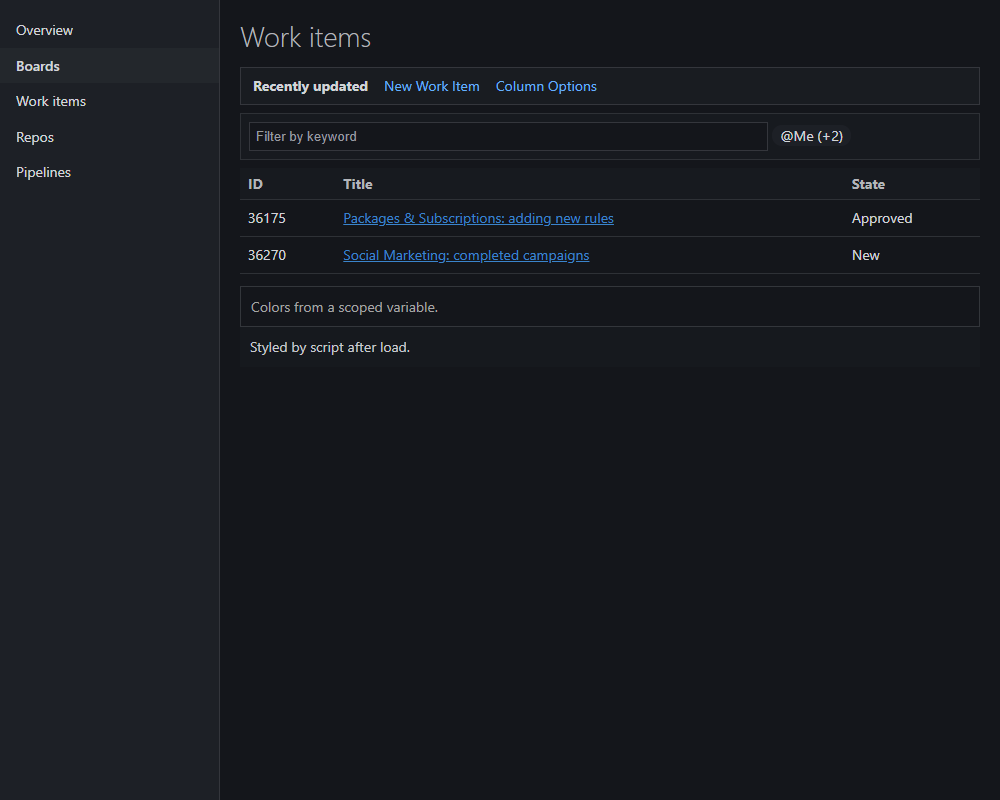 Overview
Boards
Work items
Repos
Pipelines
Work items
Recently updated New Work Item Column Options
Filter by keyword @Me (+2)
ID Title State
36175 Packages & Subscriptions: adding new rules Approved
36270 Social Marketing: completed campaigns New
Colors from a scoped variable.
Styled by script after load.